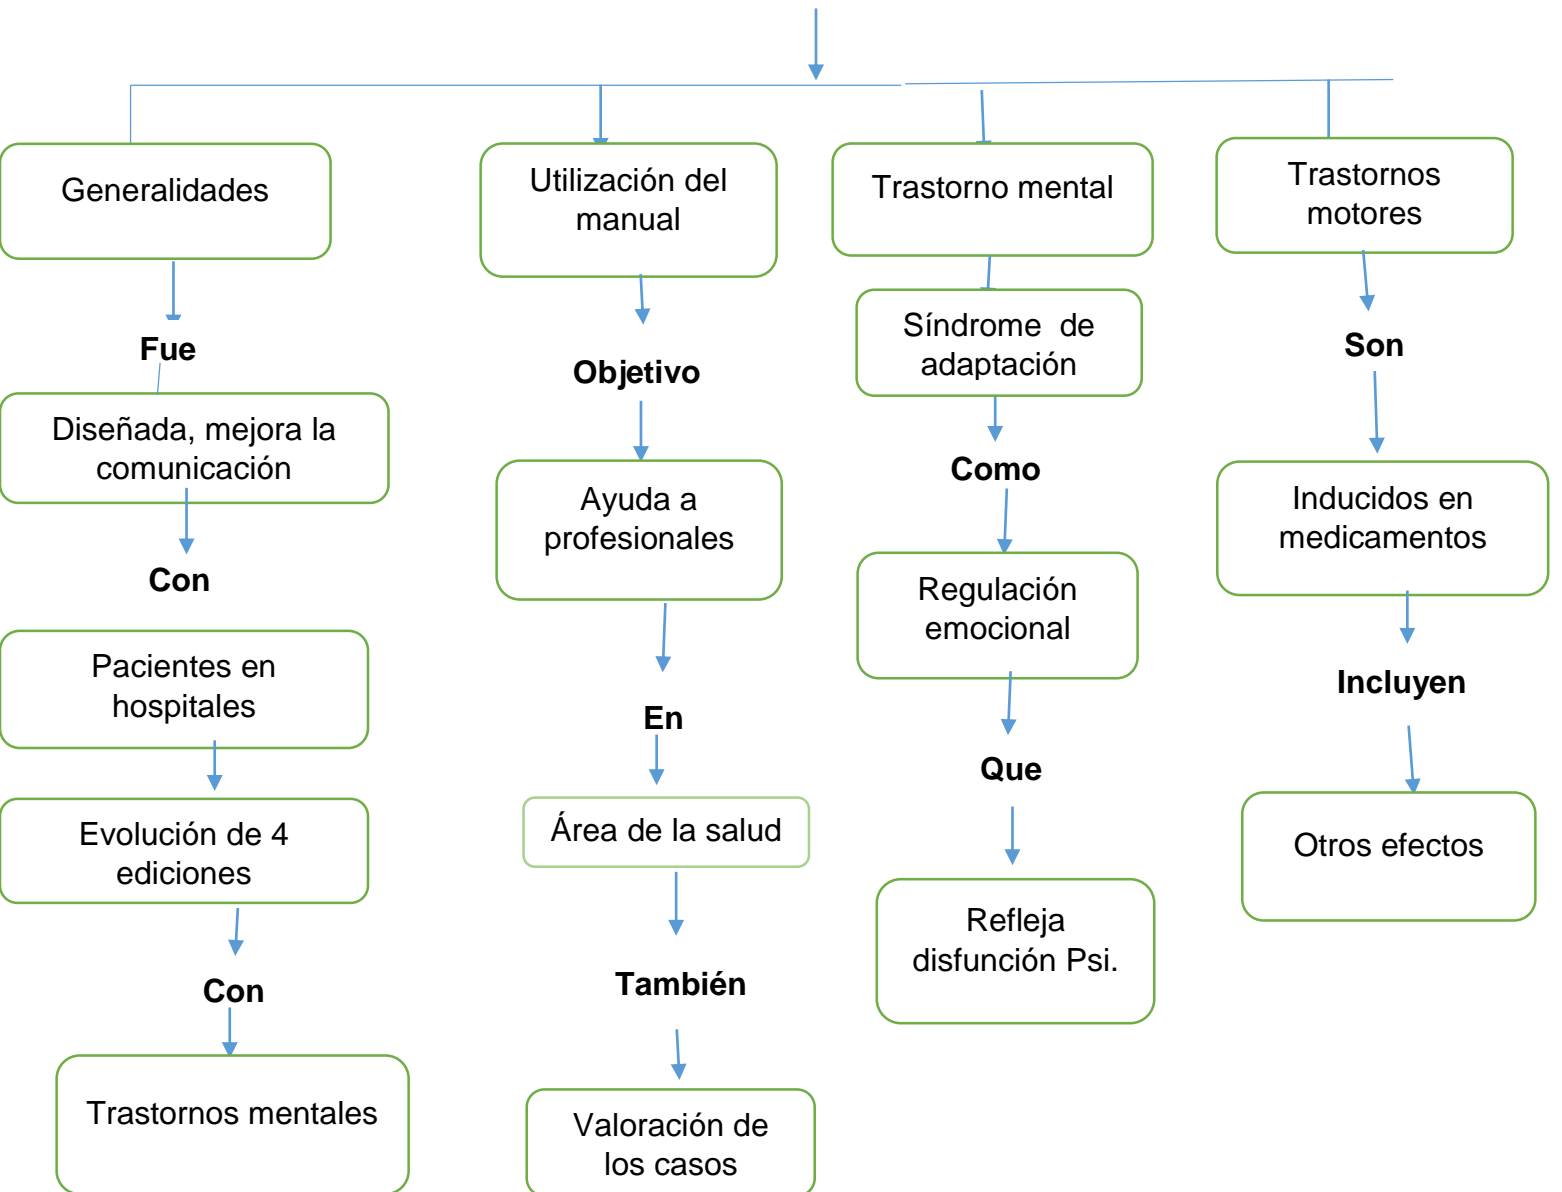 Generalidades
Fue
Diseñada, mejora la
comunicación
Con
Pacientes en
hospitales
Evolución de 4
ediciones
Con
Trastornos mentales
Utilización del
manual
Objetivo
Ayuda a
profesionales
En
Área de la salud
También
Valoración de
los casos
Trastorno mental
Síndrome de
adaptación
Como
Regulación
emocional
Que
Refleja
disfunción Psi.
Trastornos
motores
Son
Inducidos en
medicamentos
Incluyen
Otros efectos